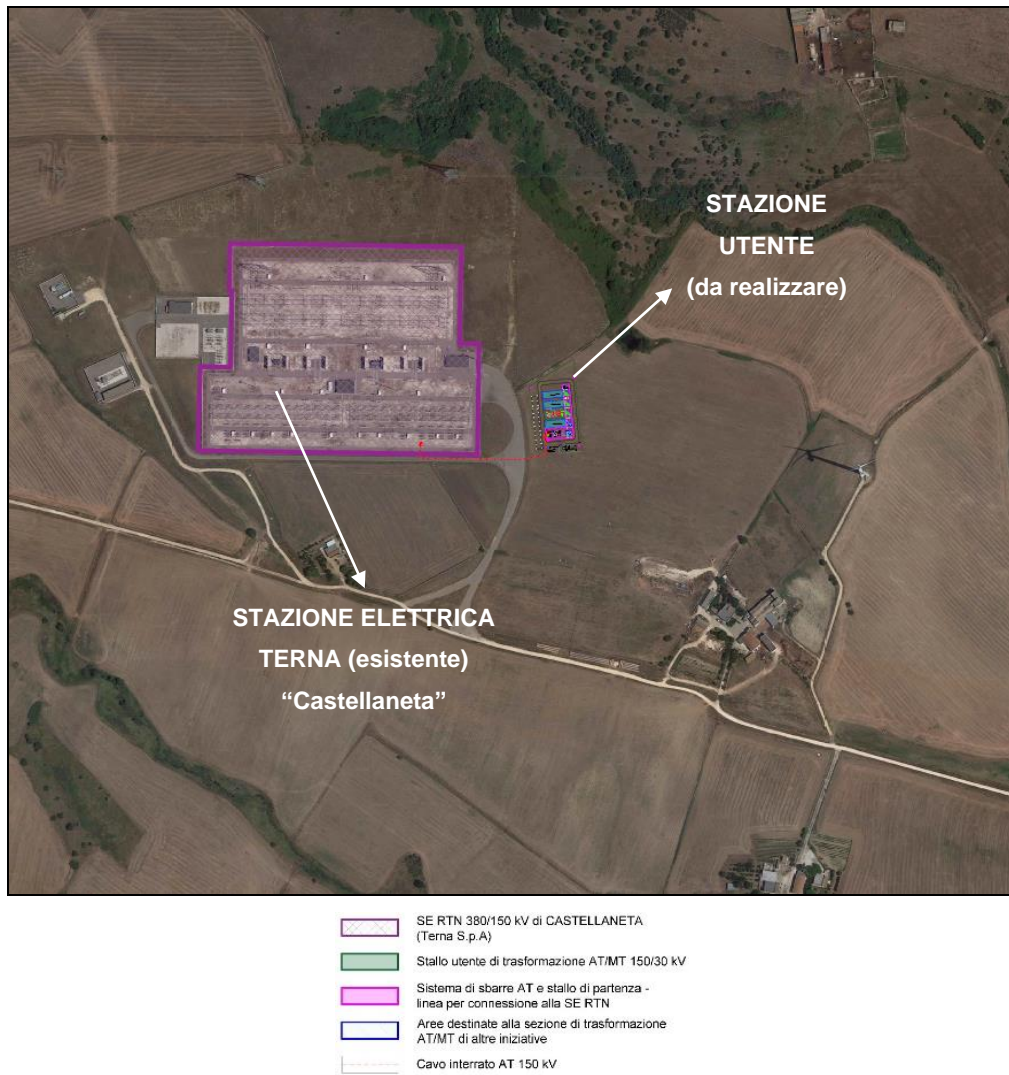 STAZIONE
UTENTE
(da realizzare)
STAZIONE ELETTRICA
TERNA (esistente)
“Castellaneta”
SE RTN 380/150 kV di CASTELLANETA
(Terna S.p.A)
Stallo utente di trasformazione AT/MT 150/30 kV
Sistema di sbarre AT e stallo di partenza -
linea per connessione alla SE RTN
Aree destinate alla sezione di trasformazione
AT/MT di altre iniziative
Cavo interrato AT 150 kV